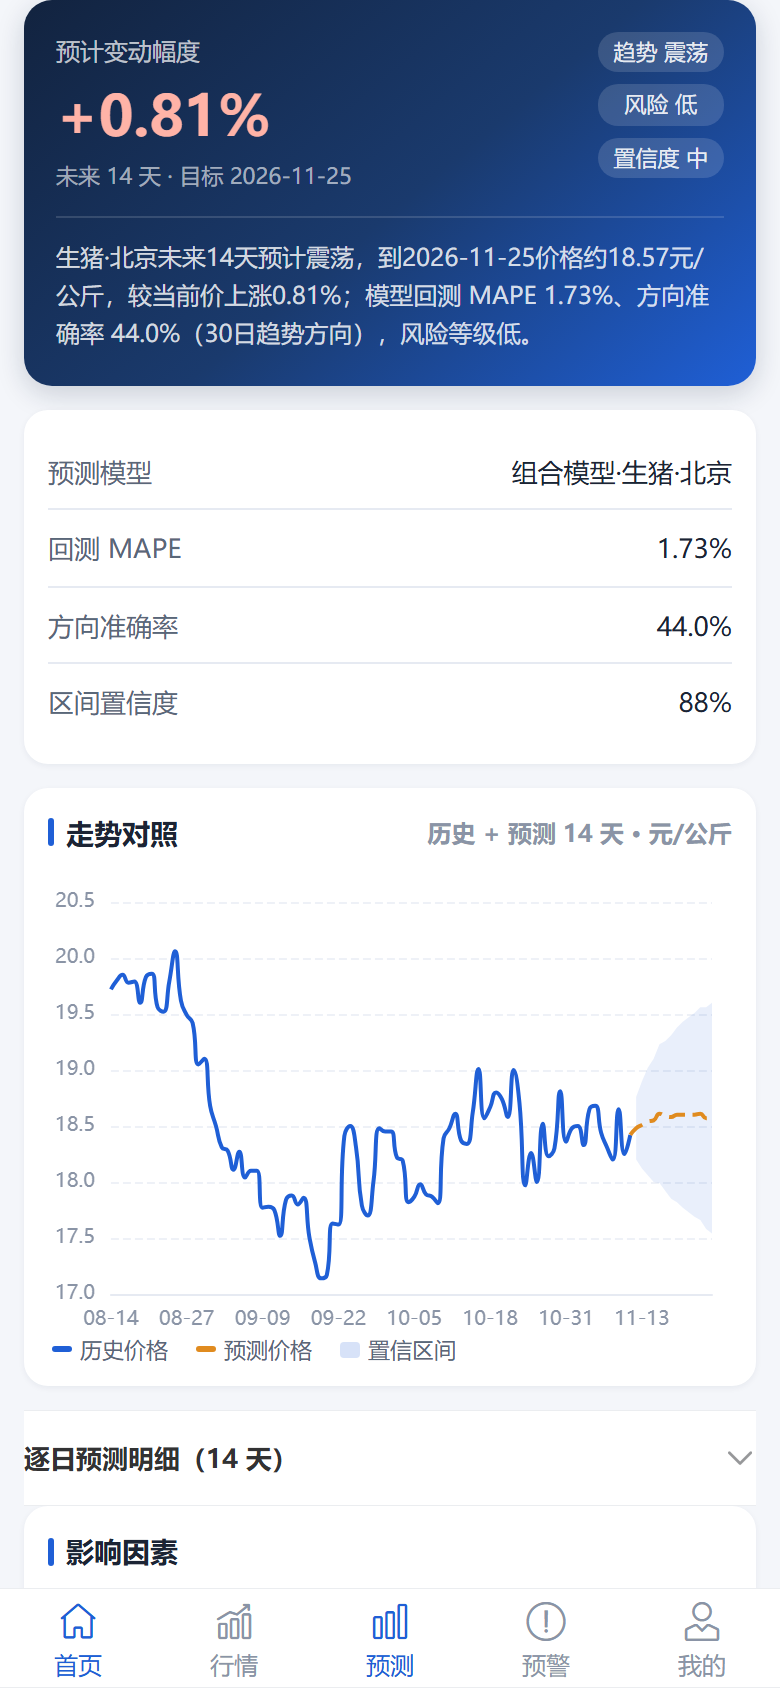 预计变动幅度
+0.81%
未来 14 天 · 目标 2026-11-25
趋势 震荡
风险 低
置信度 中
生猪·北京未来14天预计震荡，到2026-11-25价格约18.57元/
公斤，较当前价上涨0.81%；模型回测 MAPE 1.73%、方向准
确率 44.0%（30日趋势方向），风险等级低。
预测模型 组合模型·生猪·北京
回测 MAPE 1.73%
方向准确率 44.0%
区间置信度 88%
走势对照 历史 + 预测 14 天 · 元/公斤
20.5
20.0
19.5
19.0
18.5
18.0
17.5
17.0
08-14 08-27 09-09 09-22 10-05 10-18 10-31 11-13
历史价格 预测价格 置信区间
逐日预测明细（14 天）
影响因素
首页 行情 预测 预警 我的